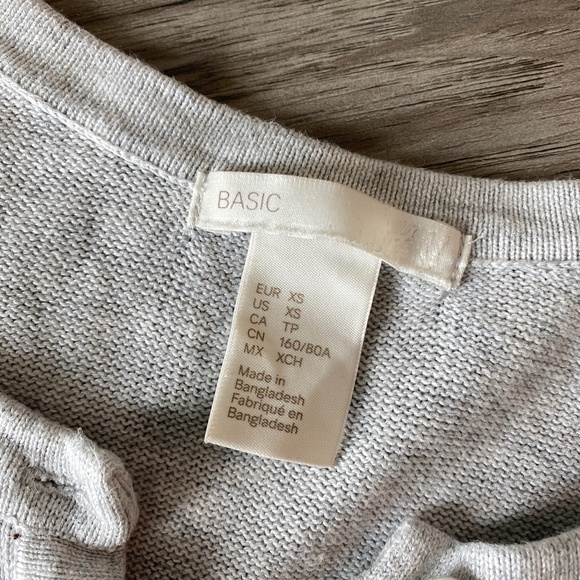 BASIC
EUR XS
US XS
CA TP
CN 160/80A
MX XCH
Made in
Bangladesh
Fabriqué en
Bangladesh